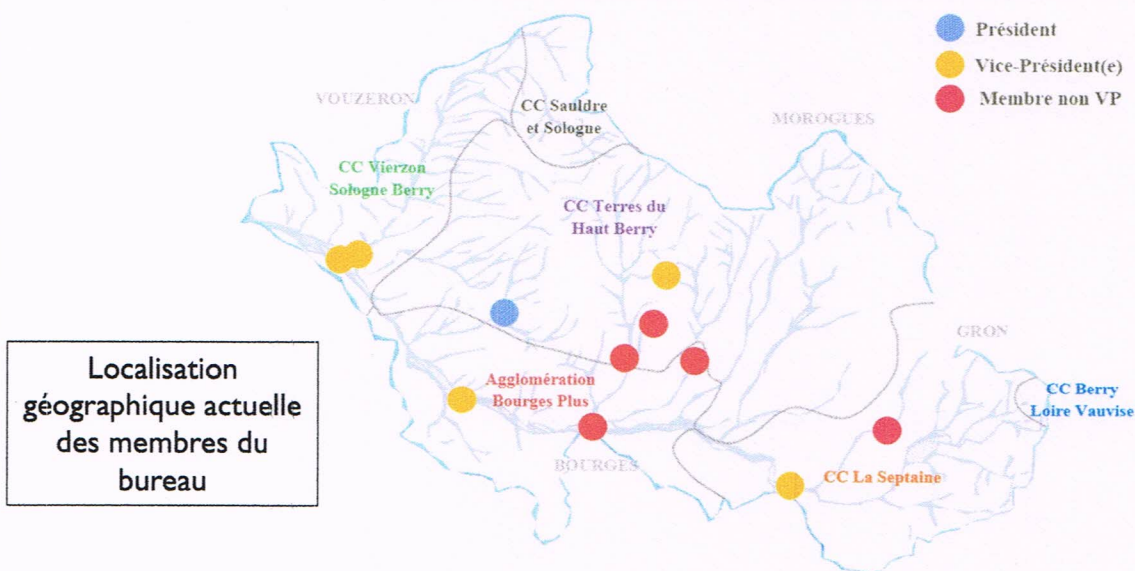 Président
Vice-Président(e)
Membre non VP
VOUZERON
CC Sauldre
et Sologne
MOROGUES
CC Vierzon
Sologne Berry
CC Terres du
Haut Berry
GRON
Localisation
géographique actuelle
des membres du
bureau
Agglomération
Bourges Plus
CC Berry
Loire Vauvise
BOURGES
CC La Septaine